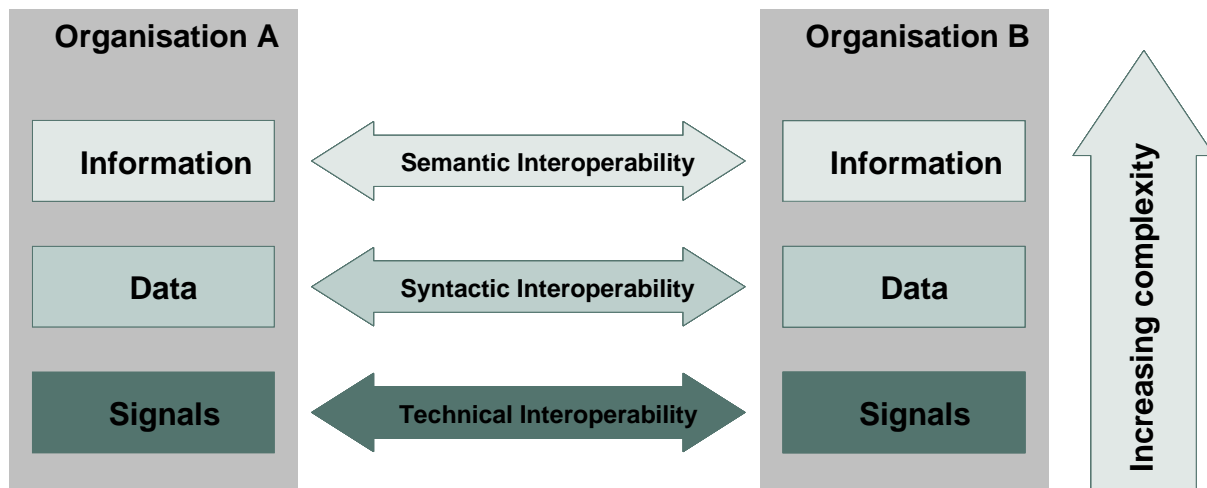 Organisation A
Organisation B
Information
Semantic Interoperability
Information
Data
Syntactic Interoperability
Data
Signals
Technical Interoperability
Signals
Increasing complexity